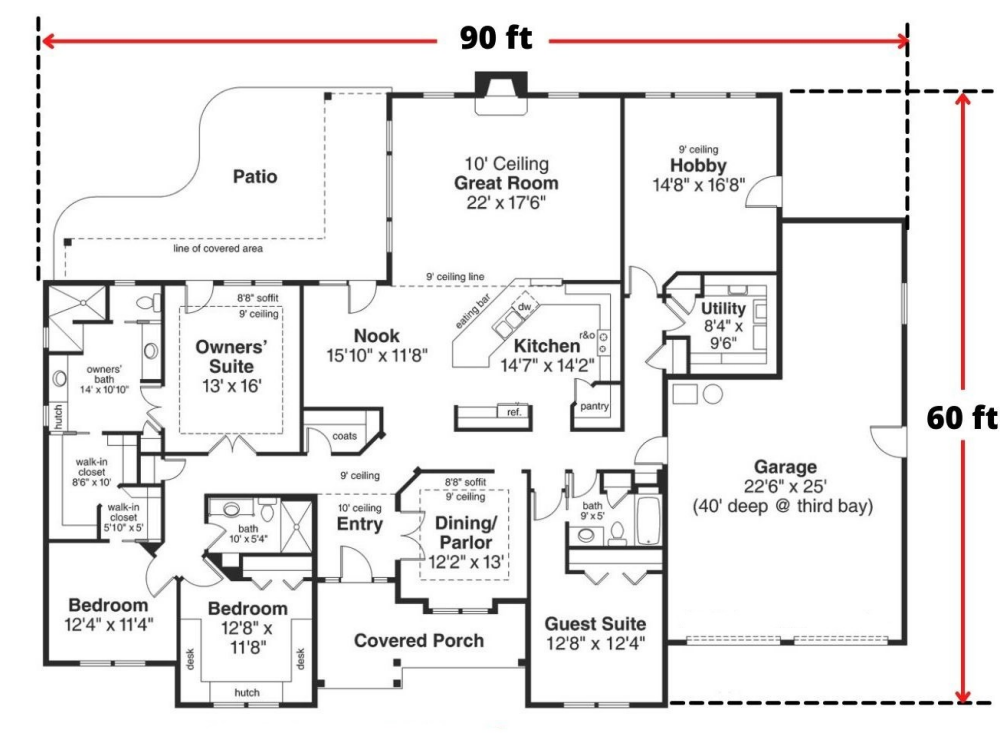 90 ft
60 ft
Patio
line of covered area
10' Ceiling
Great Room
22' x 17'6"
9' ceiling
Hobby
14'8" x 16'8"
9' ceiling line
eating bar
dw
r&o
Kitchen
14'7" x 14'2"
pantry
ref.
Nook
15'10" x 11'8"
Utility
8'4" x
9'6"
8'8" soffit
9' ceiling
Owners'
Suite
13' x 16'
owners'
bath
14' x 10'10"
hutch
walk-in
closet
8'6" x 10'
walk-in
closet
5'10" x 5'
coats
9' ceiling
10' ceiling
Entry
8'8" soffit
9' ceiling
Dining/
Parlor
12'2" x 13'
bath
10' x 5'4"
bath
9' x 5'
Garage
22'6" x 25'
(40' deep @ third bay)
Bedroom
12'4" x 11'4"
Bedroom
12'8" x
11'8"
desk
desk
hutch
Covered Porch
Guest Suite
12'8" x 12'4"